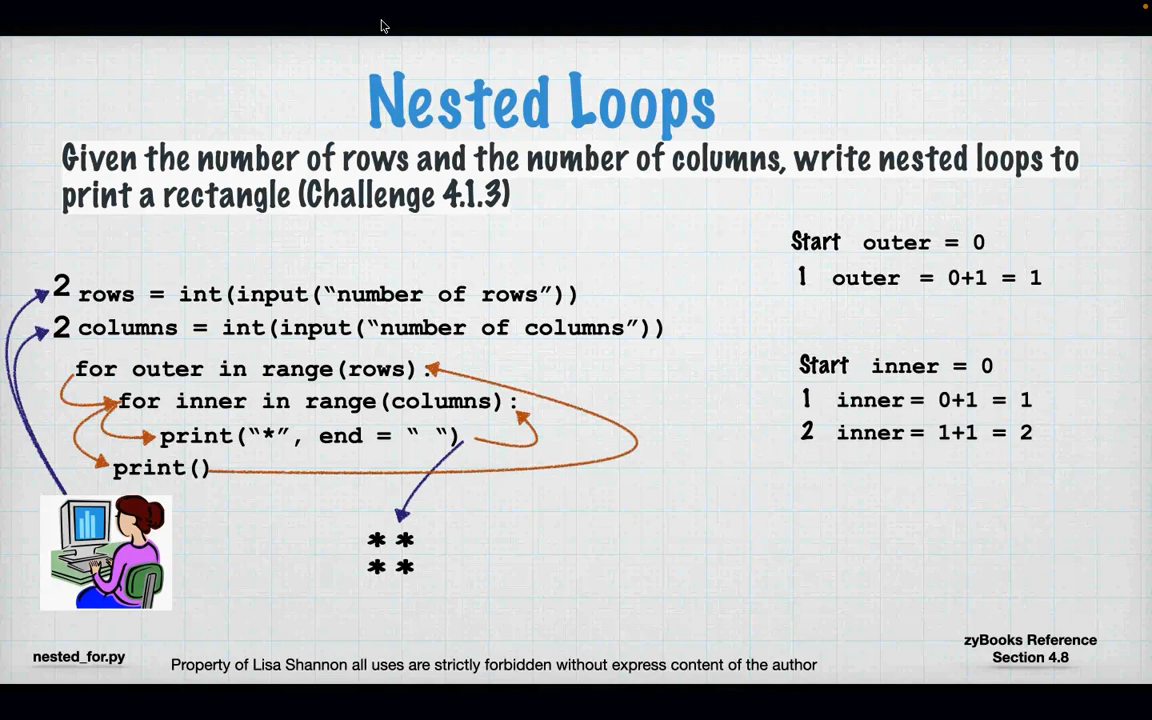 Nested Loops
Given the number of rows and the number of columns, write nested loops to
print a rectangle (Challenge 4.1.3)
Start outer = 0
1 outer = 0+1 = 1
2 rows = int(input(“number of rows”))
2 columns = int(input(“number of columns”))
for outer in range(rows):
for inner in range(columns):
print(“*”, end = “ “)
print()
Start inner = 0
1 inner= 0+1 = 1
2 inner= 1+1 = 2
* *
* *
nested_for.py
Property of Lisa Shannon all uses are strictly forbidden without express content of the author
zyBooks Reference
Section 4.8